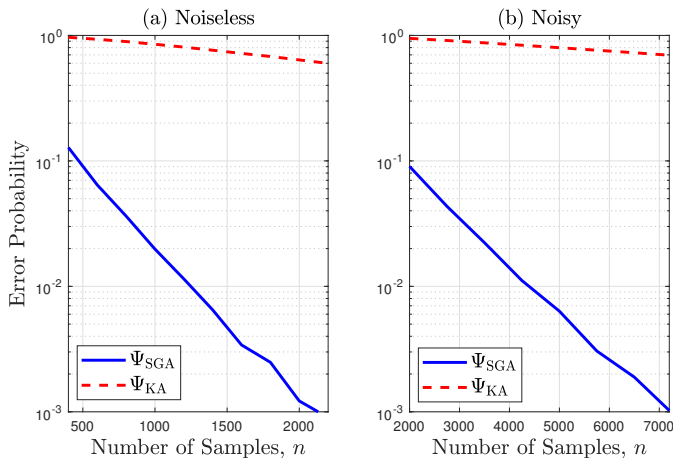 (a) Noiseless
(b) Noisy
Error Probability
10^0
10^-1
10^-2
10^-3
Ψ_SGA
Ψ_KA
500 1000 1500 2000
Number of Samples, n
10^0
10^-1
10^-2
10^-3
Ψ_SGA
Ψ_KA
2000 3000 4000 5000 6000 7000
Number of Samples, n